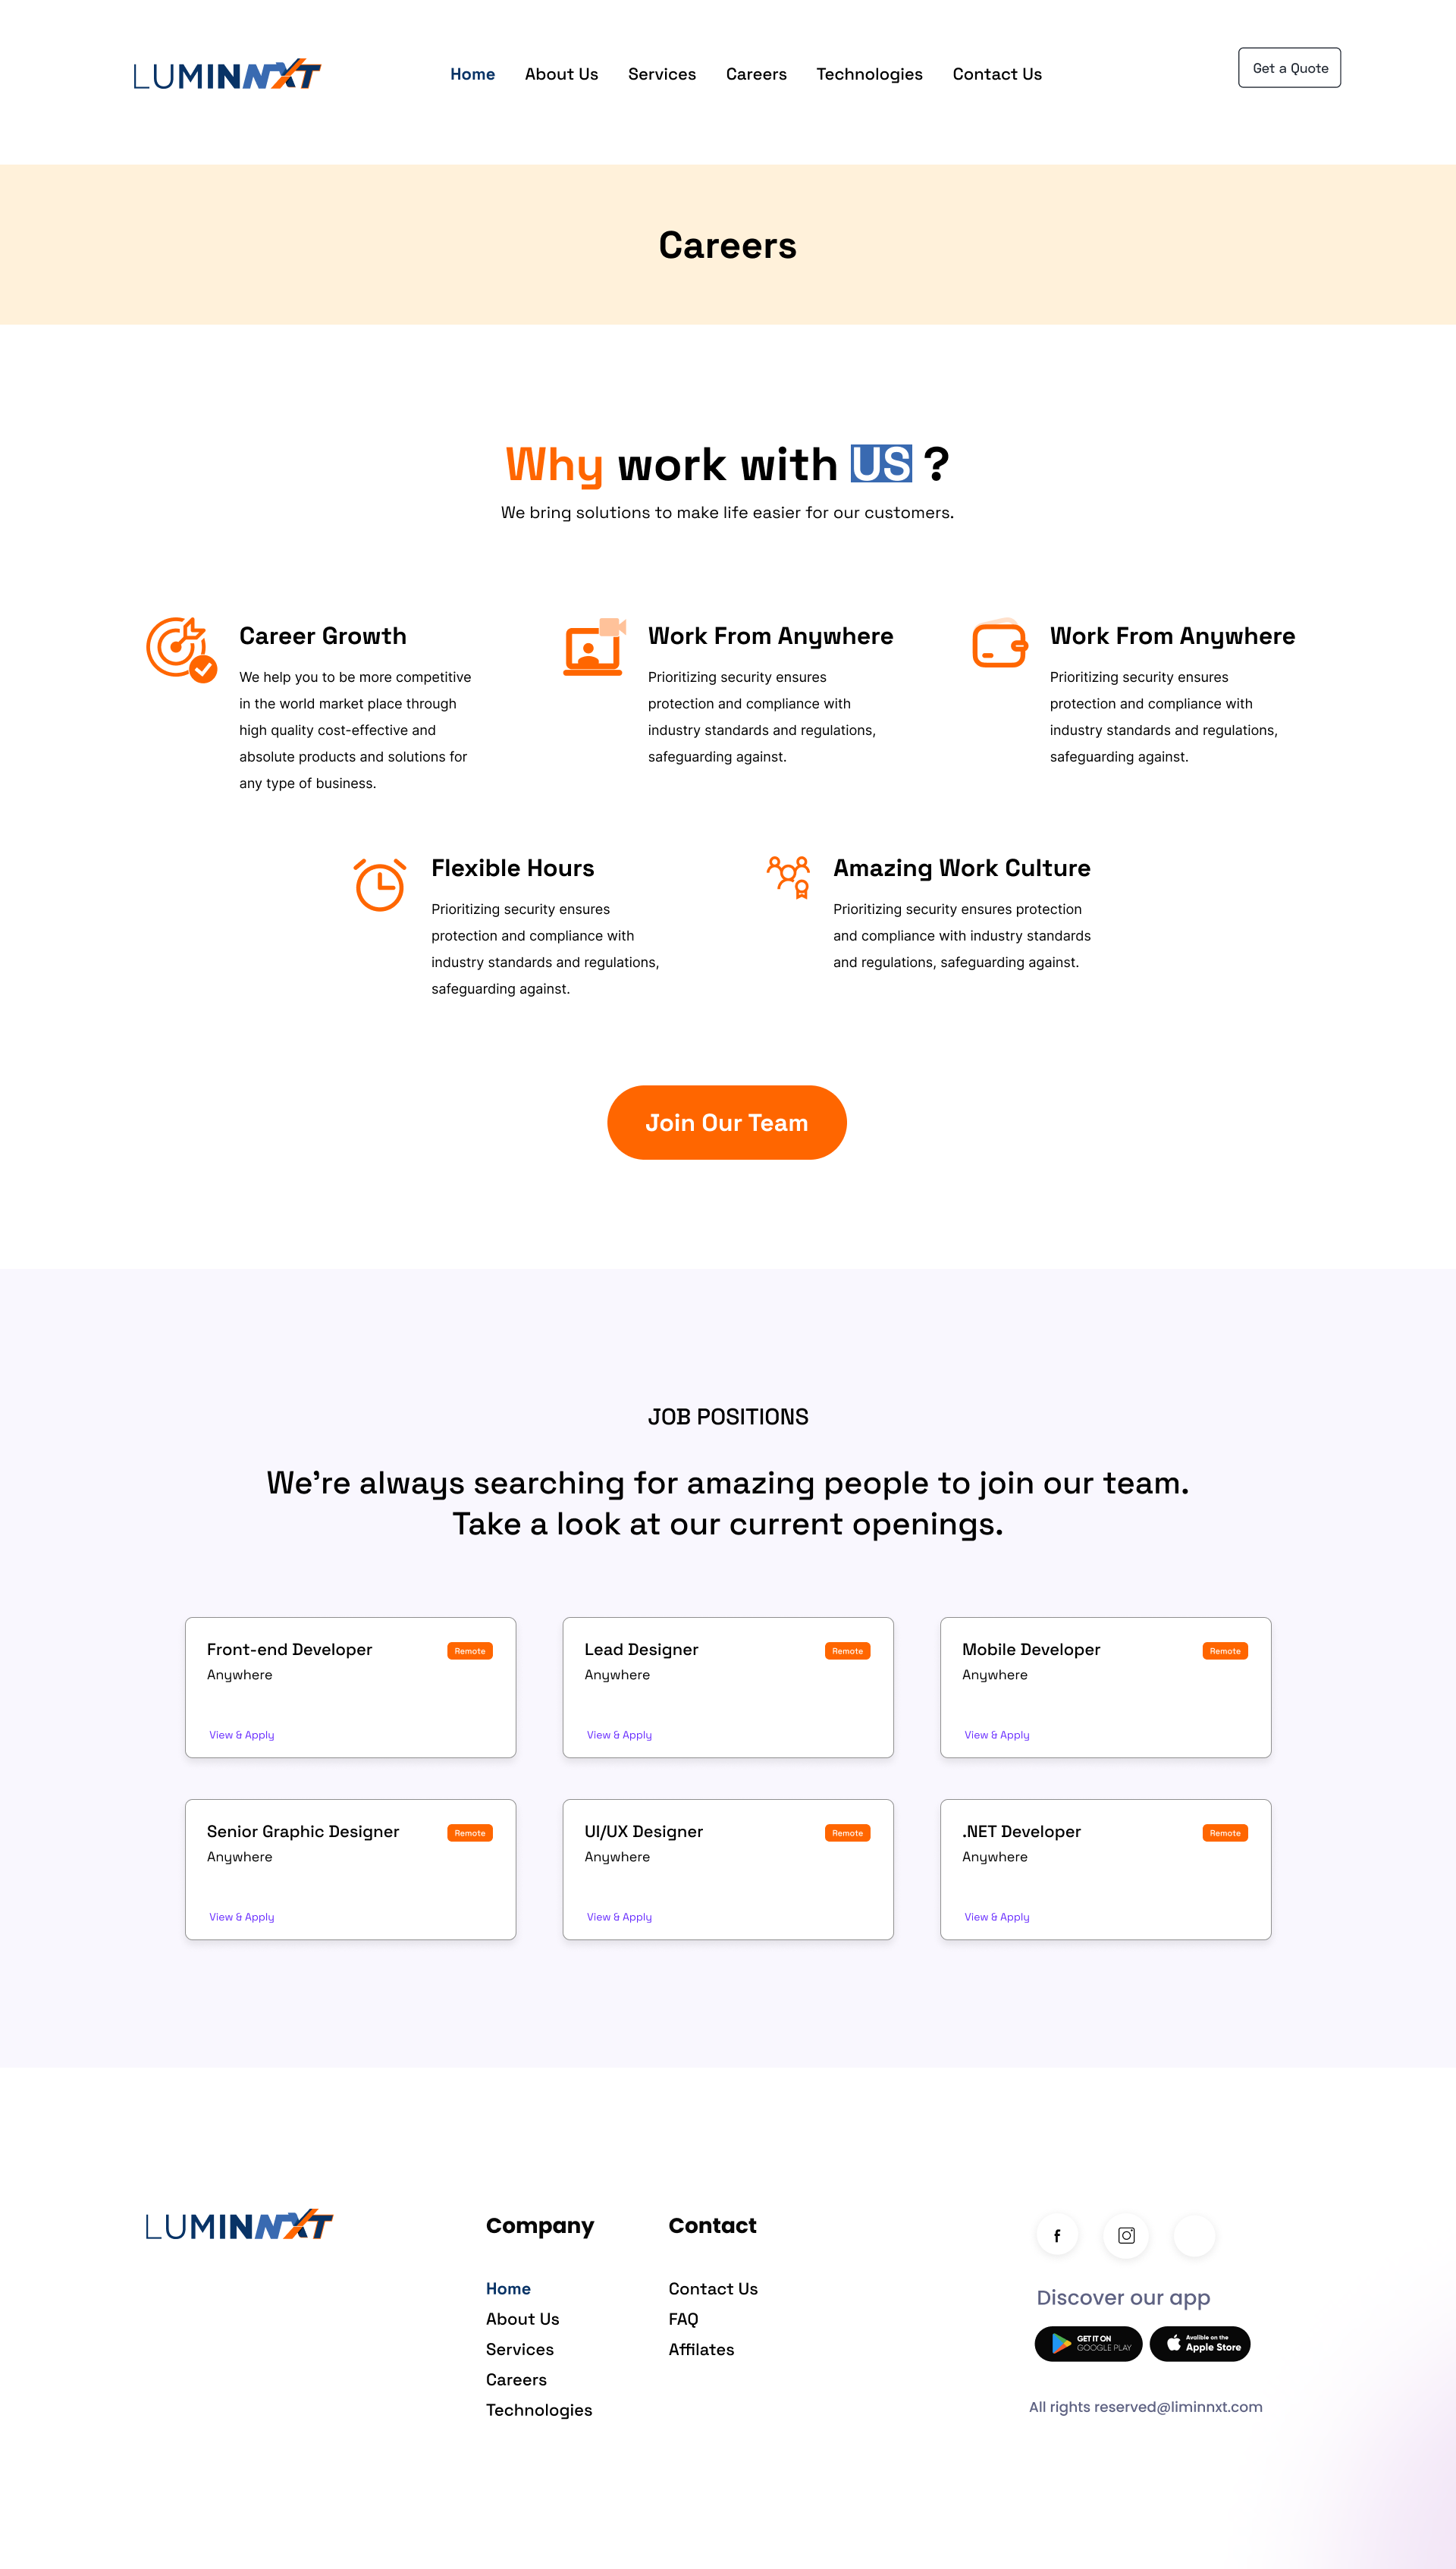 LUMINNXT
Home About Us Services Careers Technologies Contact Us
Get a Quote
Careers
Why work with US ?
We bring solutions to make life easier for our customers.
Career Growth
We help you to be more competitive
in the world market place through
high quality cost-effective and
absolute products and solutions for
any type of business.
Work From Anywhere
Prioritizing security ensures
protection and compliance with
industry standards and regulations,
safeguarding against.
Work From Anywhere
Prioritizing security ensures
protection and compliance with
industry standards and regulations,
safeguarding against.
Flexible Hours
Prioritizing security ensures
protection and compliance with
industry standards and regulations,
safeguarding against.
Amazing Work Culture
Prioritizing security ensures protection
and compliance with industry standards
and regulations, safeguarding against.
Join Our Team
JOB POSITIONS
We're always searching for amazing people to join our team.
Take a look at our current openings.
Front-end Developer
Remote
Anywhere
View & Apply
Lead Designer
Remote
Anywhere
View & Apply
Mobile Developer
Remote
Anywhere
View & Apply
Senior Graphic Designer
Remote
Anywhere
View & Apply
UI/UX Designer
Remote
Anywhere
View & Apply
.NET Developer
Remote
Anywhere
View & Apply
LUMINNXT
Company
Home
About Us
Services
Careers
Technologies
Contact
Contact Us
FAQ
Affilates
Discover our app
GET IT ON
GOOGLE PLAY
Avalible on the
Apple Store
All rights reserved@liminnxt.com